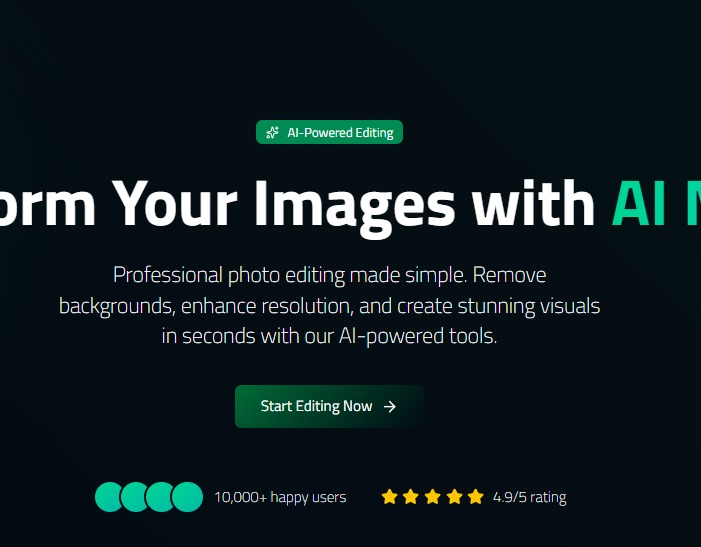 AI-Powered Editing
orm Your Images with AI
Professional photo editing made simple. Remove
backgrounds, enhance resolution, and create stunning visuals
in seconds with our AI-powered tools.
Start Editing Now
10,000+ happy users
4.9/5 rating